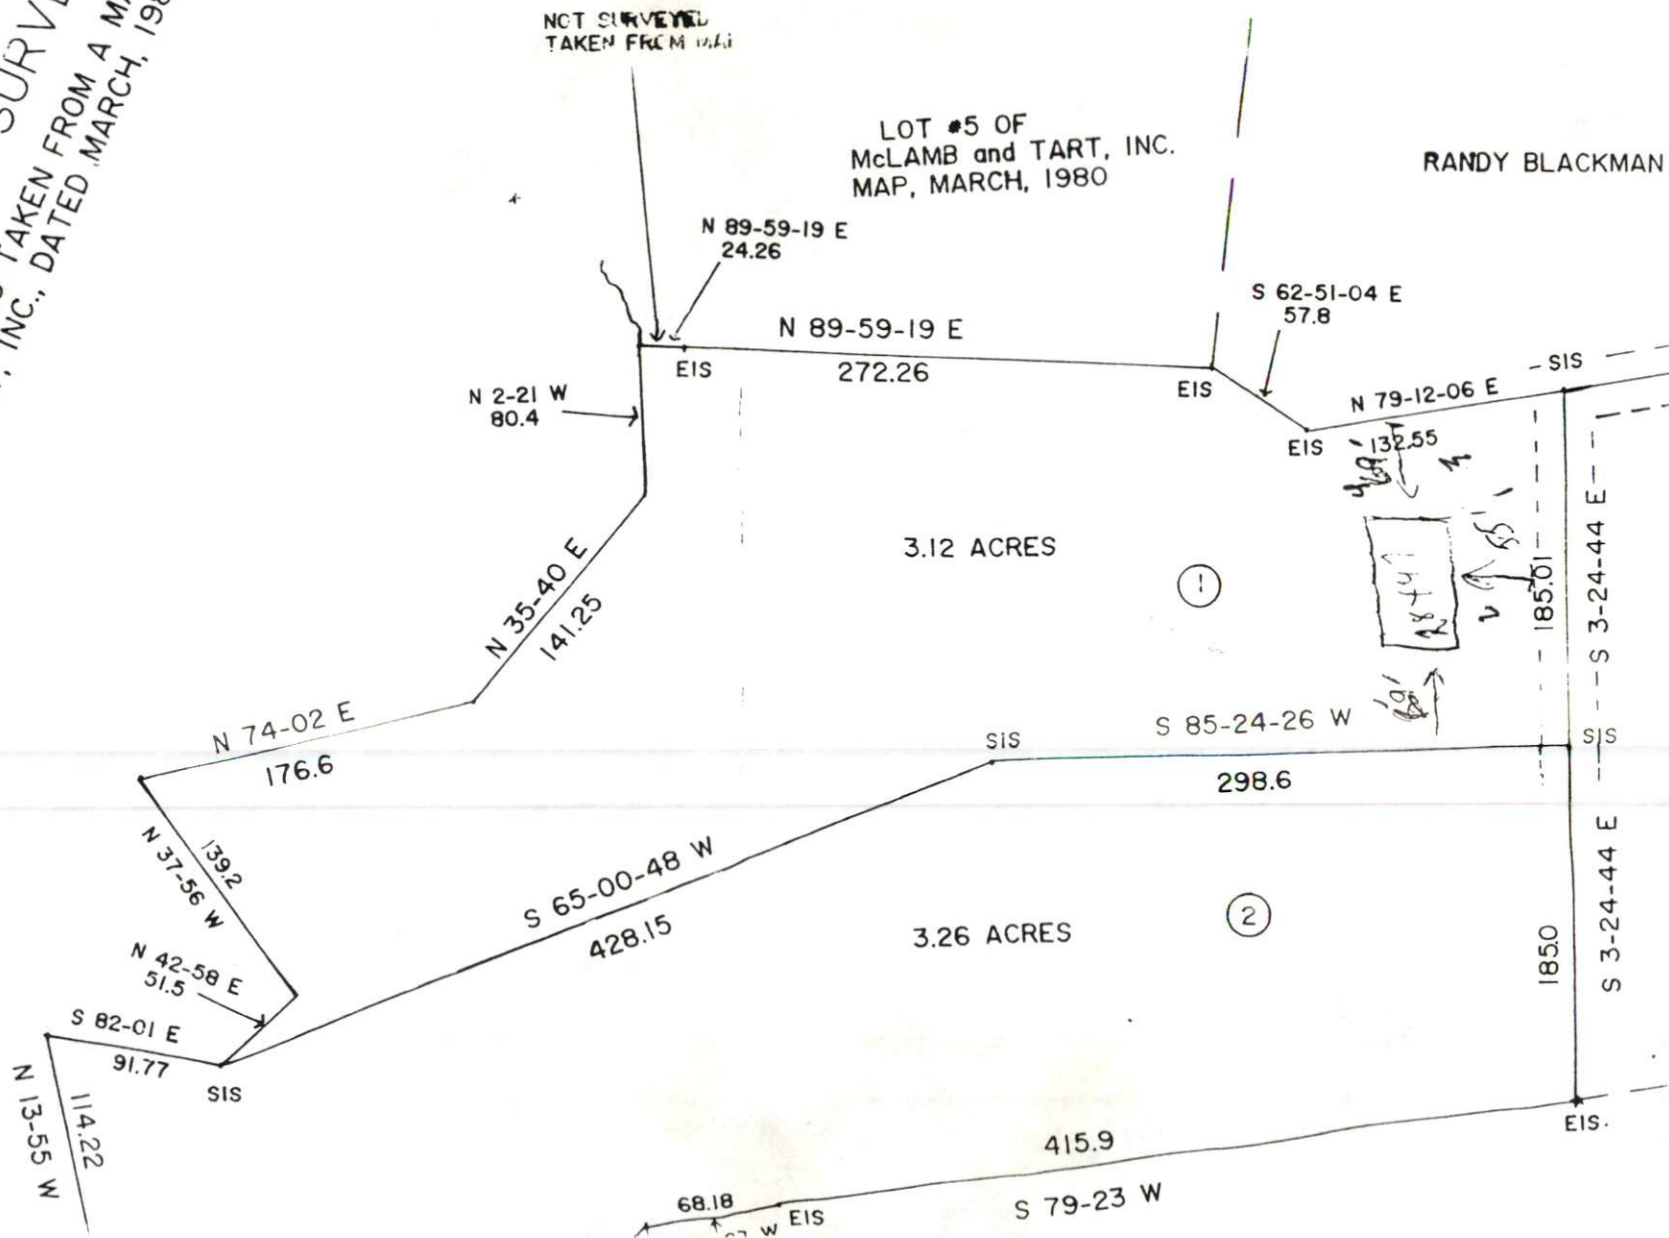 SURV
TAKEN FROM A MA
INC., DATED MARCH, 198
NOT SURVEYED
TAKEN FROM MAP
LOT #5 OF
McLAMB and TART, INC.
MAP, MARCH, 1980
RANDY BLACKMAN
N 89-59-19 E
24.26
S 62-51-04 E
57.8
N 89-59-19 E
272.26
EIS
EIS
SIS
N 79-12-06 E
132.55
EIS
N 2-21 W
80.4
3.12 ACRES
1
185.01
S 3-24-44 E
N 35-40 E
141.25
N 74-02 E
176.6
SIS
S 85-24-26 W
298.6
SIS
139.2
N 37-56 W
S 65-00-48 W
428.15
3.26 ACRES
2
185.0
S 3-24-44 E
N 42-58 E
51.5
S 82-01 E
91.77
SIS
N 13-55 W
114.22
415.9
S 79-23 W
EIS.
68.18
EIS
W